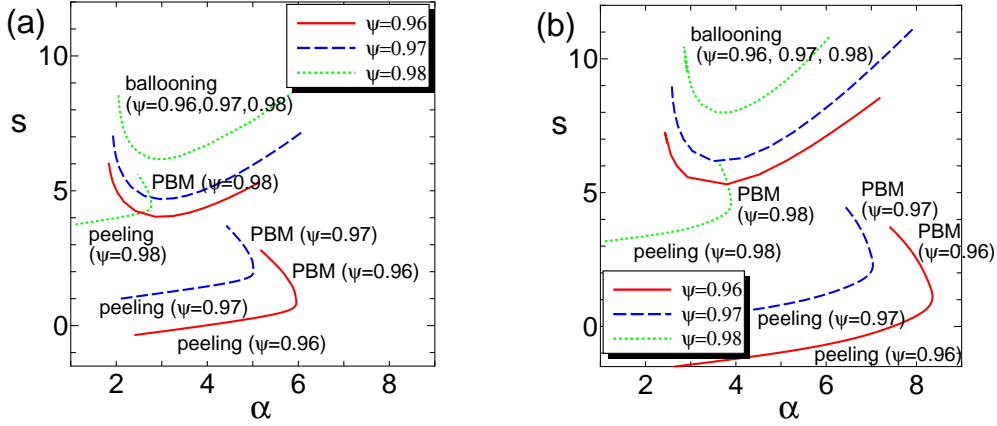 (a)
ψ=0.96
ψ=0.97
ψ=0.98
10
5
0
s
ballooning
(ψ=0.96,0.97,0.98)
PBM (ψ=0.98)
peeling
(ψ=0.98)
PBM (ψ=0.97)
PBM (ψ=0.96)
peeling (ψ=0.97)
peeling (ψ=0.96)
2 4 6 8
α
(b)
10
5
0
s
ballooning
(ψ=0.96, 0.97, 0.98)
PBM
(ψ=0.98)
PBM
(ψ=0.97)
PBM
(ψ=0.96)
peeling (ψ=0.98)
ψ=0.96
ψ=0.97
ψ=0.98
peeling (ψ=0.97)
peeling (ψ=0.96)
2 4 6 8
α